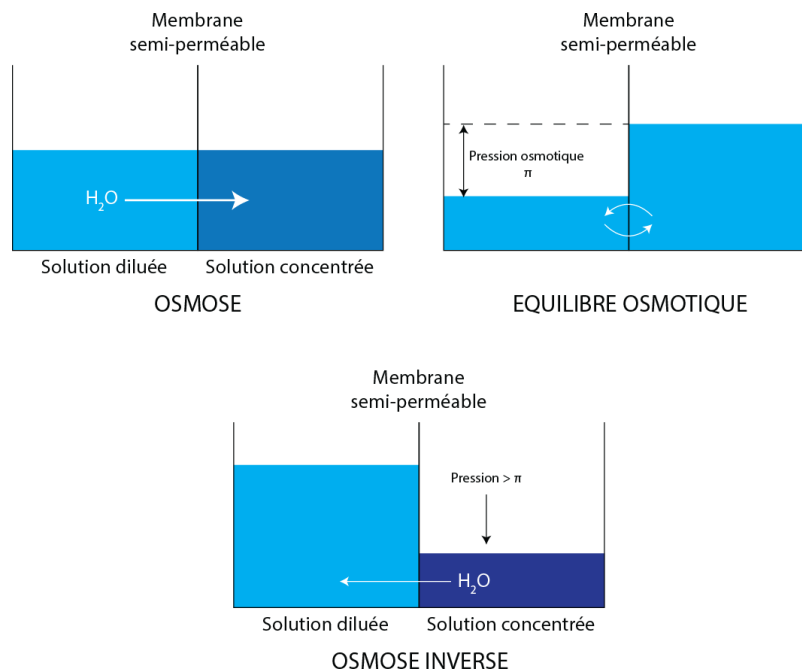 Membrane
semi-perméable
H₂O
Solution diluée
Solution concentrée
OSMOSE
Membrane
semi-perméable
Pression osmotique
π
EQUILIBRE OSMOTIQUE
Membrane
semi-perméable
Pression > π
H₂O
Solution diluée
Solution concentrée
OSMOSE INVERSE